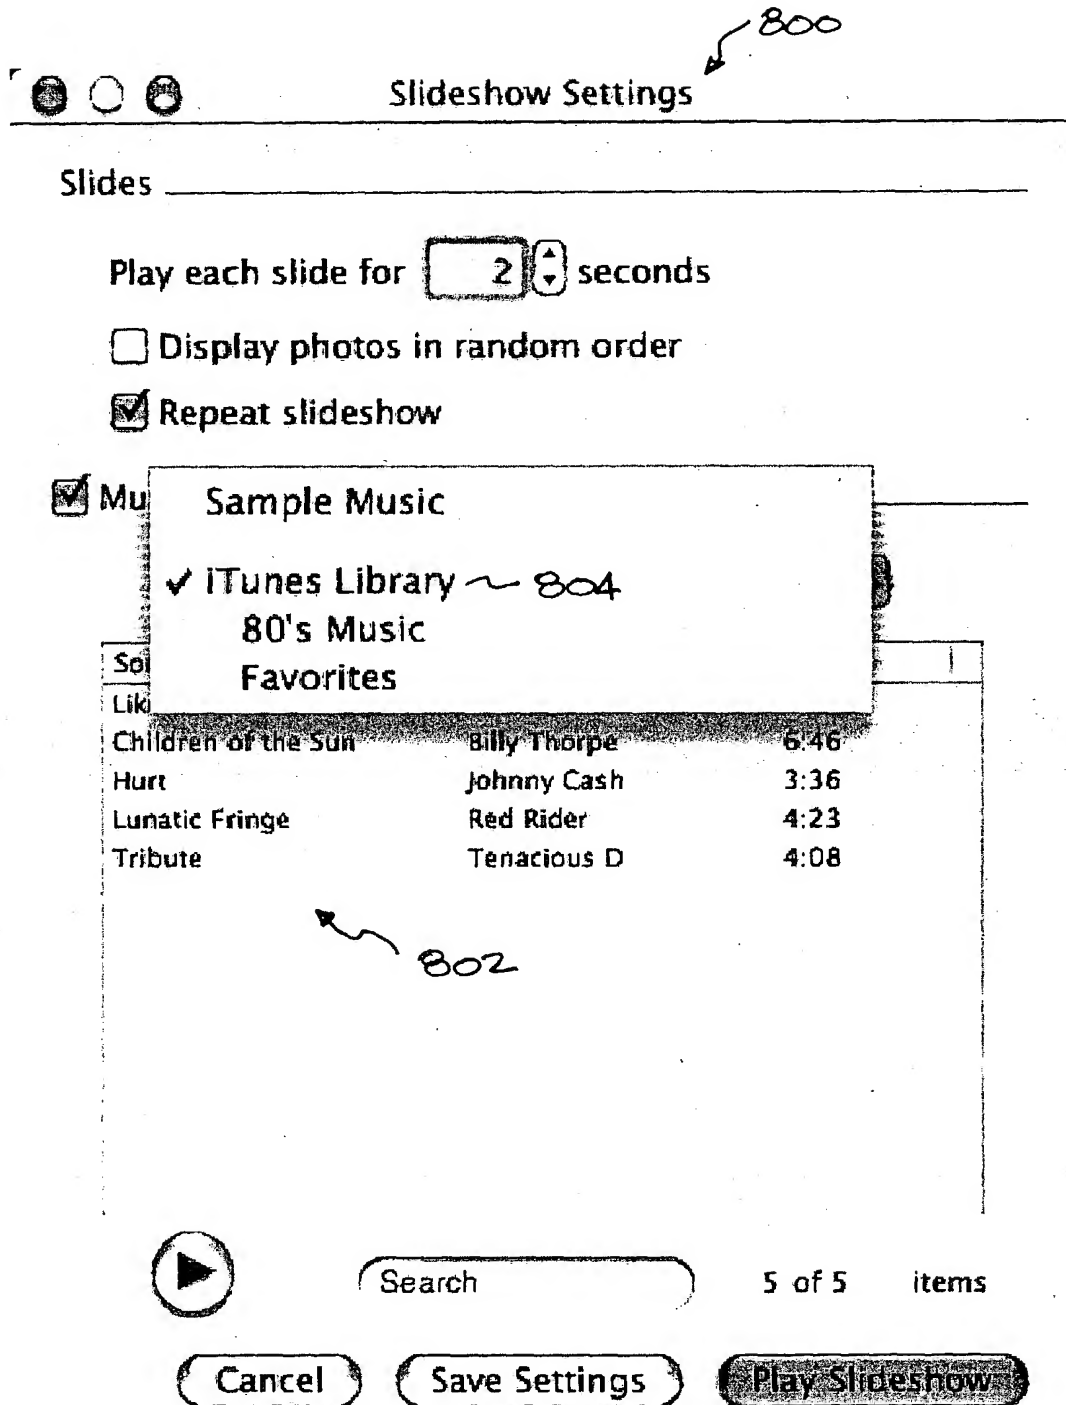 800
Slideshow Settings
Slides
Play each slide for 2 seconds
Display photos in random order
Repeat slideshow
Mu
Sample Music
iTunes Library 804
80's Music
Favorites
So
Lik
Children of the Sun Billy Thorpe 6:46
Hurt Johnny Cash 3:36
Lunatic Fringe Red Rider 4:23
Tribute Tenacious D 4:08
802
Search 5 of 5 items
Cancel Save Settings Play Slideshow